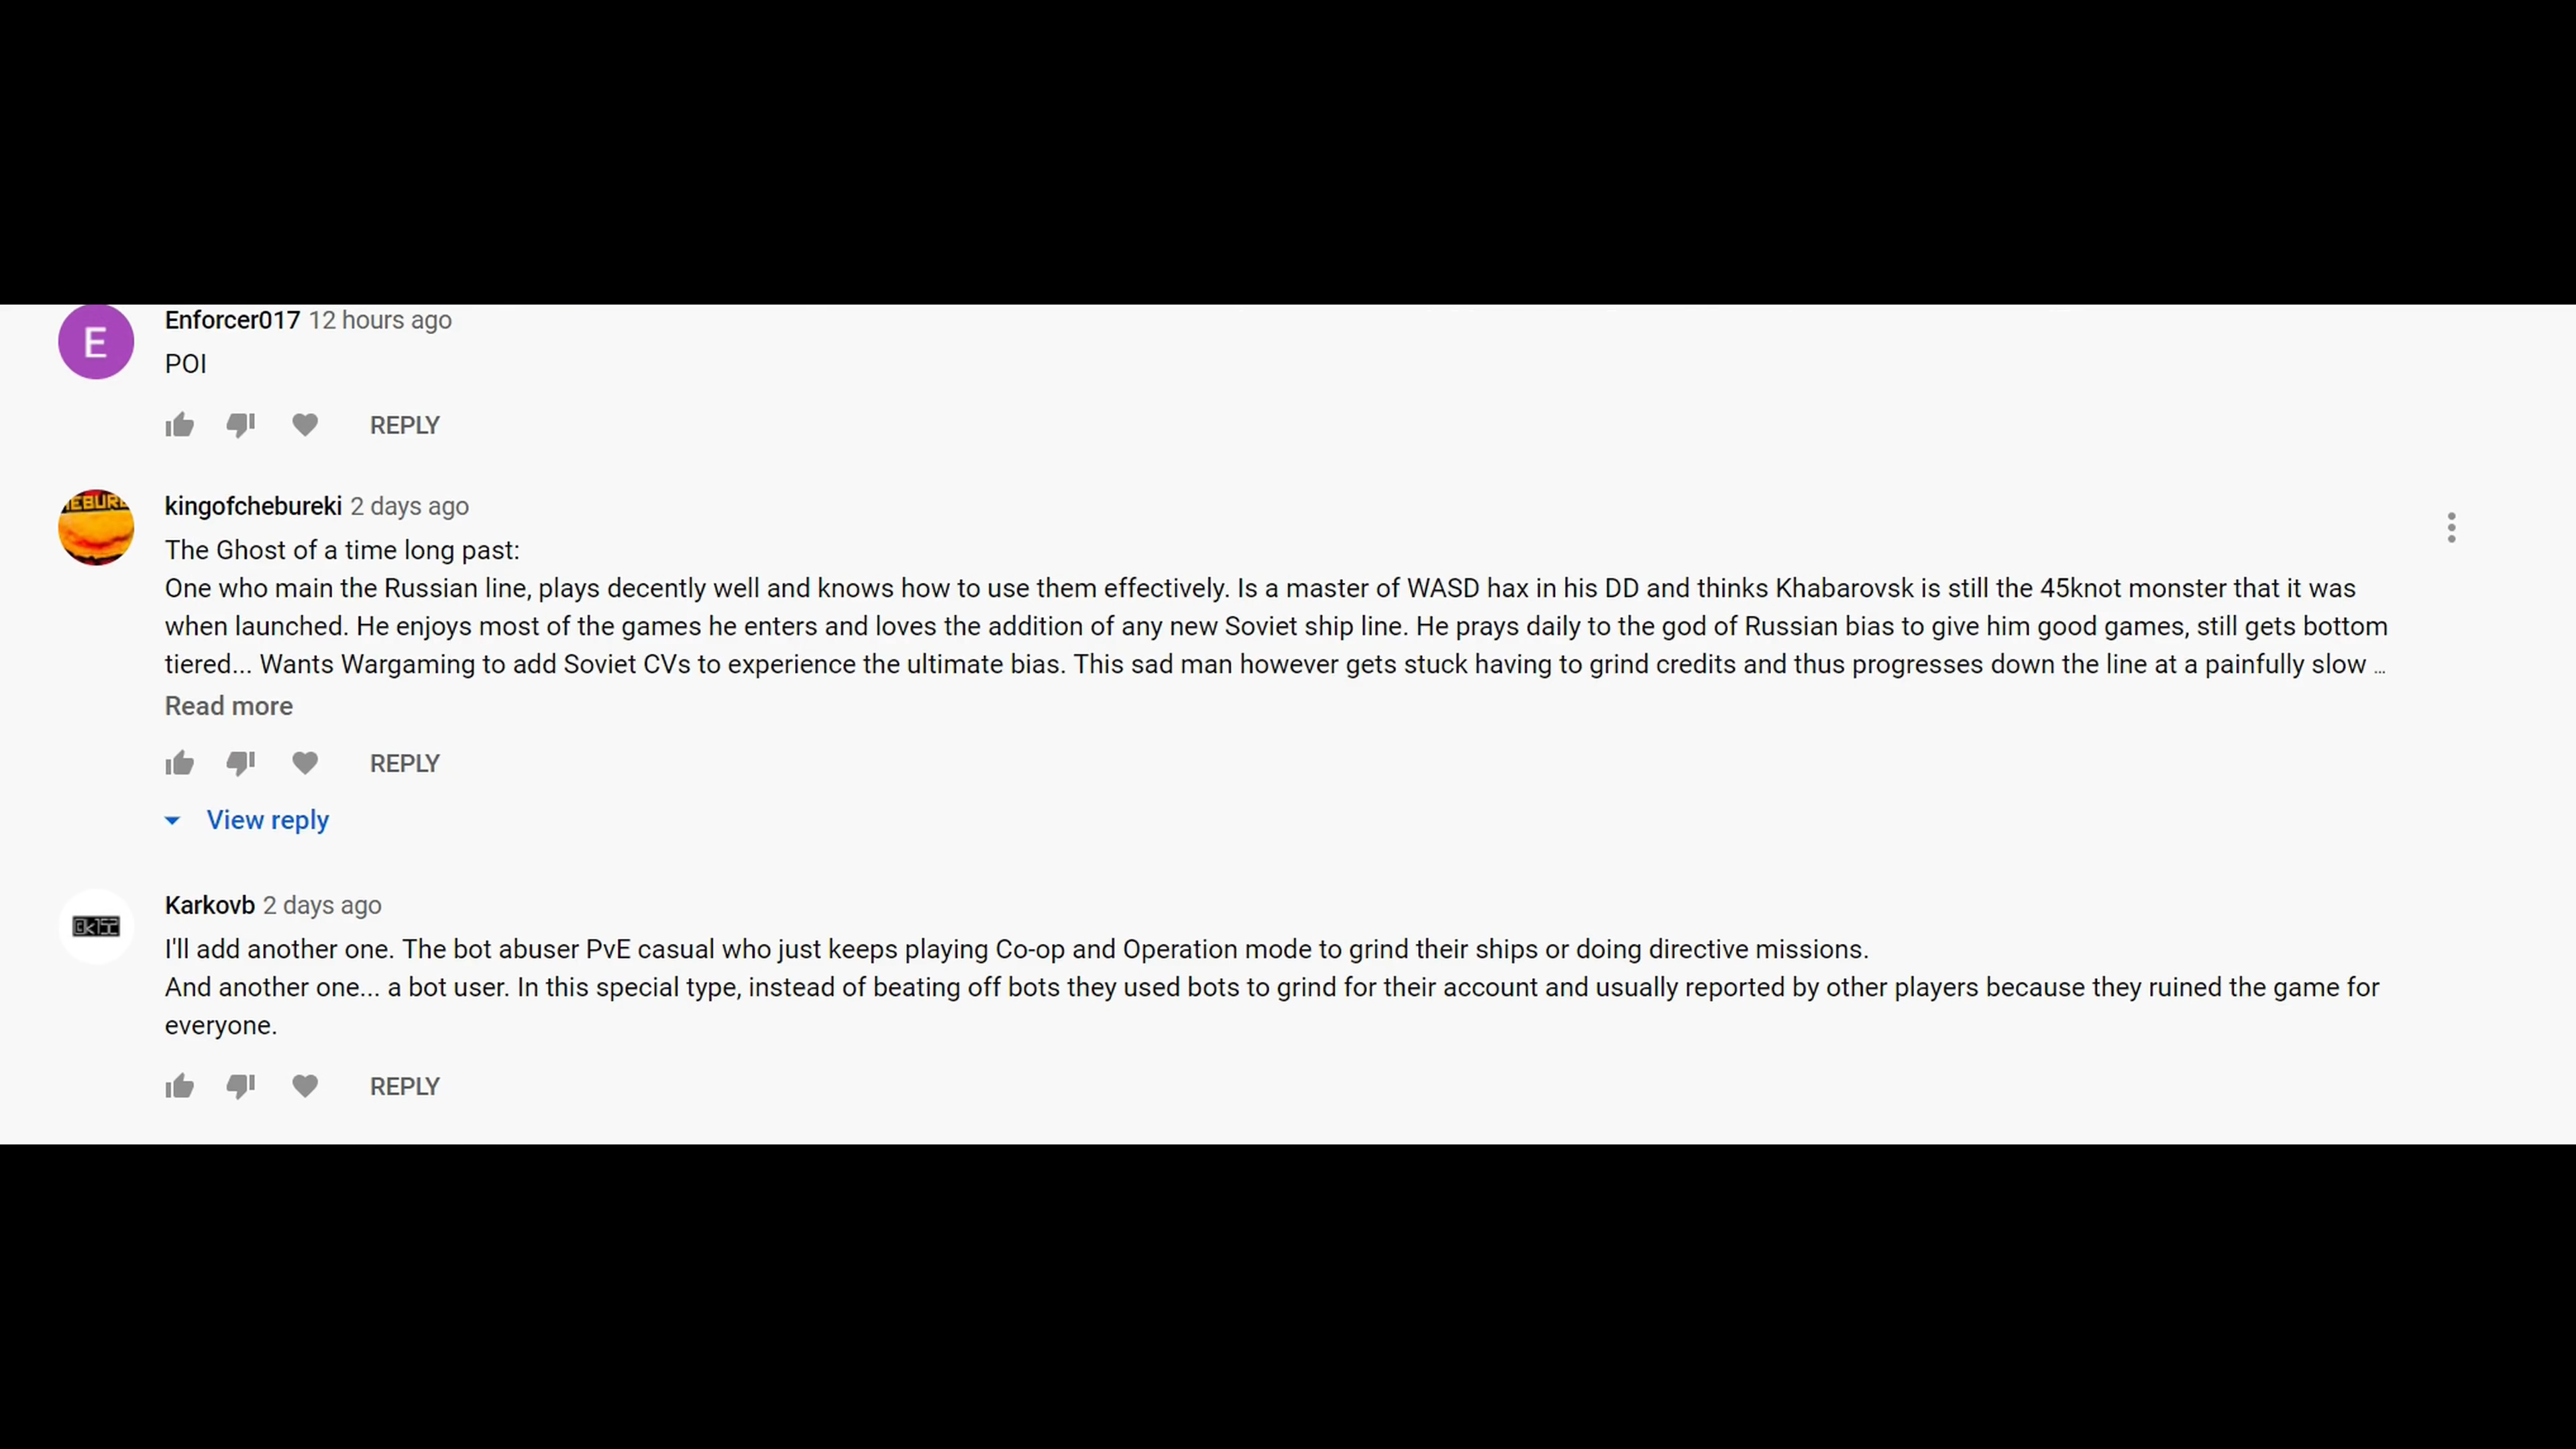 E
Enforcer017 12 hours ago
POI
REPLY
EBUR
kingofchebureki 2 days ago
The Ghost of a time long past:
One who main the Russian line, plays decently well and knows how to use them effectively. Is a master of WASD hax in his DD and thinks Khabarovsk is still the 45knot monster that it was
when launched. He enjoys most of the games he enters and loves the addition of any new Soviet ship line. He prays daily to the god of Russian bias to give him good games, still gets bottom
tiered... Wants Wargaming to add Soviet CVs to experience the ultimate bias. This sad man however gets stuck having to grind credits and thus progresses down the line at a painfully slow ...
Read more
REPLY
View reply
Karkovb 2 days ago
I'll add another one. The bot abuser PvE casual who just keeps playing Co-op and Operation mode to grind their ships or doing directive missions.
And another one... a bot user. In this special type, instead of beating off bots they used bots to grind for their account and usually reported by other players because they ruined the game for
everyone.
REPLY